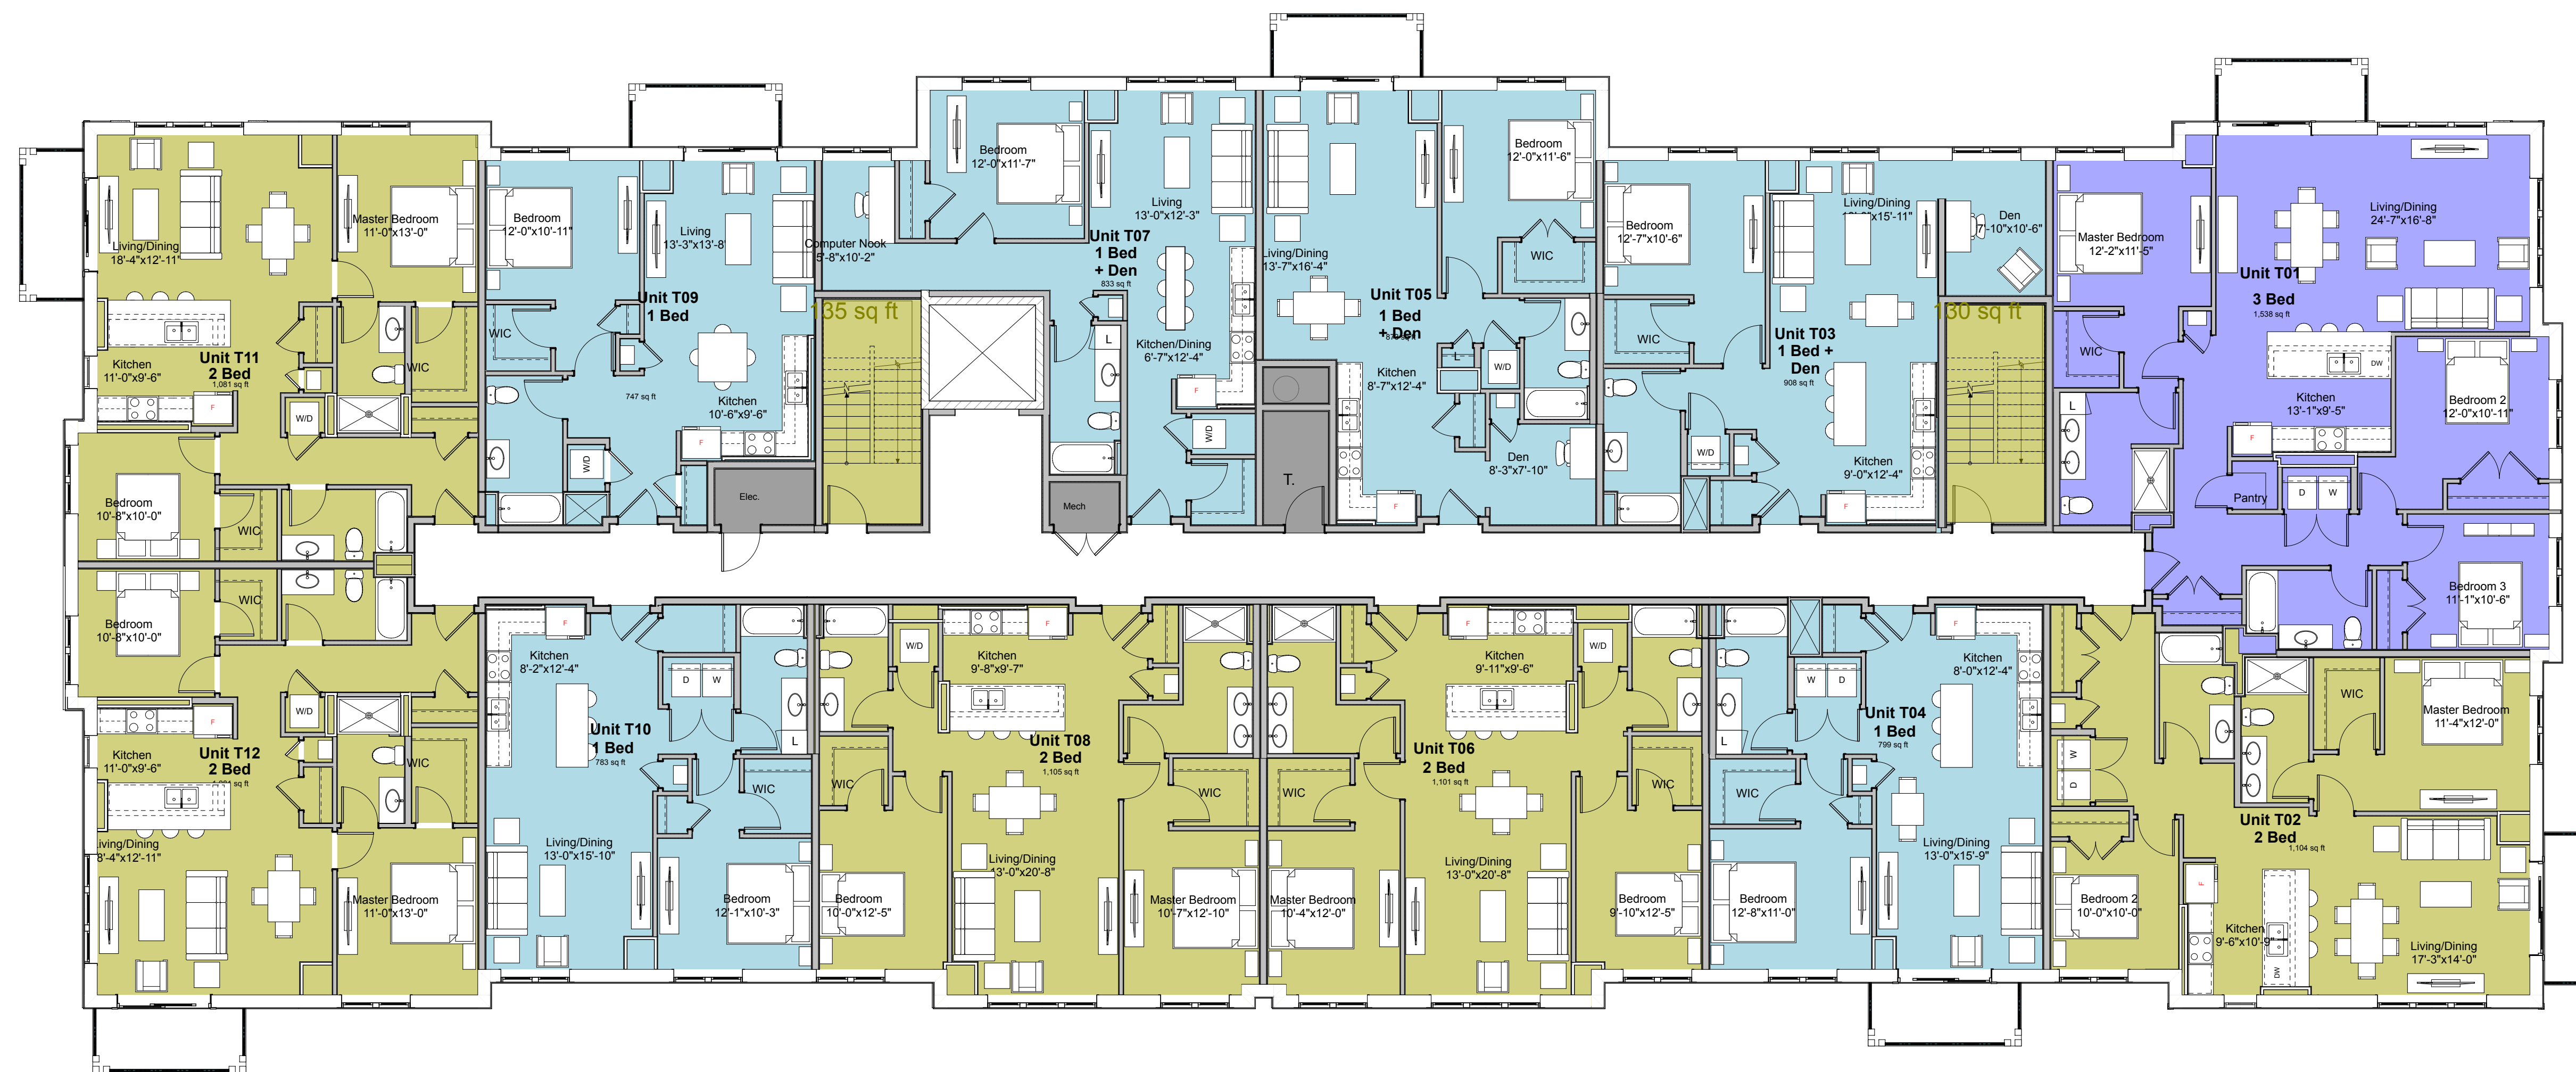 Living/Dining
18'-4"x12'-11"
Master Bedroom
11'-0"x13'-0"
Kitchen
11'-0"x9'-6"
Unit T11
2 Bed
1,081 sq ft
F
W/D
WIC
Bedroom
10'-8"x10'-0"
WIC
Bedroom
12'-0"x10'-11"
Living
13'-3"x13'-8"
Unit T09
1 Bed
WIC
747 sq ft
Kitchen
10'-6"x9'-6"
W/D
F
Elec.
Computer Nook
5'-8"x10'-2"
135 sq ft
Bedroom
12'-0"x11'-7"
Living
13'-0"x12'-3"
Unit T07
1 Bed
+ Den
833 sq ft
L
Kitchen/Dining
6'-7"x12'-4"
F
W/D
Mech
Living/Dining
13'-7"x16'-4"
Bedroom
12'-0"x11'-6"
WIC
Unit T05
1 Bed
+ Den
L
W/D
Kitchen
8'-7"x12'-4"
Den
8'-3"x7'-10"
T.
F
Bedroom
12'-7"x10'-6"
Living/Dining
Den
7'-10"x10'-6"
WIC
Unit T03
1 Bed +
Den
908 sq ft
130 sq ft
W/D
Kitchen
9'-0"x12'-4"
F
Master Bedroom
12'-2"x11'-5"
Living/Dining
24'-7"x16'-8"
Unit T01
3 Bed
1,538 sq ft
WIC
DW
L
Kitchen
13'-1"x9'-5"
F
Bedroom 2
12'-0"x10'-11"
Pantry
D
W
Bedroom 3
11'-1"x10'-6"
Bedroom
10'-8"x10'-0"
WIC
W/D
F
Kitchen
11'-0"x9'-6"
Unit T12
2 Bed
WIC
8'-4"x12'-11"
Master Bedroom
11'-0"x13'-0"
F
Kitchen
8'-2"x12'-4"
D
W
Unit T10
1 Bed
783 sq ft
L
WIC
Living/Dining
13'-0"x15'-10"
Bedroom
12'-1"x10'-3"
W/D
F
Kitchen
9'-8"x9'-7"
Unit T08
2 Bed
1,105 sq ft
WIC
WIC
Living/Dining
13'-0"x20'-8"
Bedroom
10'-0"x12'-5"
Master Bedroom
10'-7"x12'-10"
F
W/D
Kitchen
9'-11"x9'-6"
Unit T06
2 Bed
1,101 sq ft
WIC
WIC
Living/Dining
13'-0"x20'-8"
Master Bedroom
10'-4"x12'-0"
Bedroom
9'-10"x12'-5"
F
Kitchen
8'-0"x12'-4"
W
D
L
Unit T04
1 Bed
799 sq ft
WIC
Living/Dining
13'-0"x15'-9"
Bedroom
12'-8"x11'-0"
W
D
WIC
Master Bedroom
11'-4"x12'-0"
Unit T02
2 Bed
1,104 sq ft
F
Bedroom 2
10'-0"x10'-0"
Kitchen
9'-6"x10'-9"
DW
Living/Dining
17'-3"x14'-0"